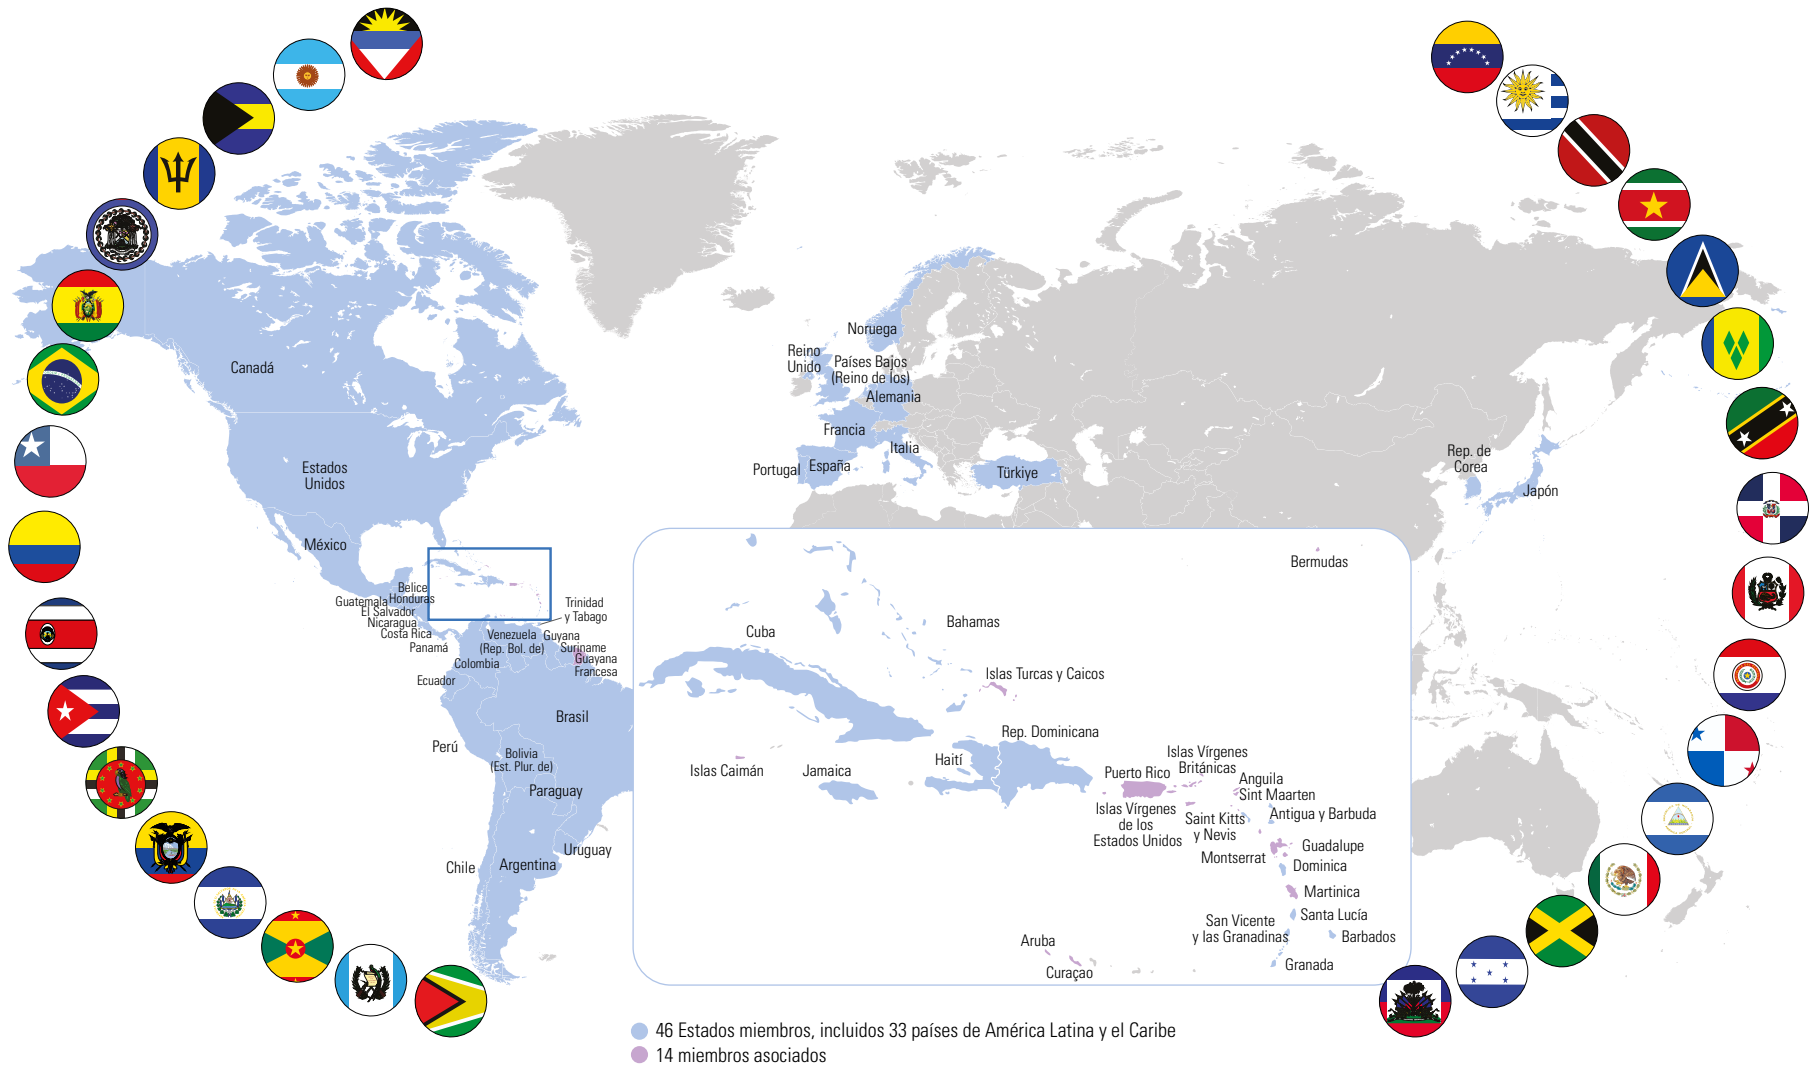 Canadá
Estados
Unidos
México
Belice
Guatemala
Honduras
El Salvador
Nicaragua
Costa Rica
Panamá
Trinidad
y Tabago
Venezuela
(Rep. Bol. de)
Guyana
Suriname
Guayana
Francesa
Colombia
Ecuador
Brasil
Perú
Bolivia
(Est. Plur. de)
Paraguay
Uruguay
Chile
Argentina
Noruega
Reino
Unido
Países Bajos
(Reino de los)
Alemania
Francia
Italia
Portugal
España
Türkiye
Rep. de
Corea
Japón
Bermudas
Bahamas
Cuba
Islas Turcas y Caicos
Rep. Dominicana
Haití
Islas Caimán
Jamaica
Puerto Rico
Islas Vírgenes
Británicas
Anguila
Sint Maarten
Antigua y Barbuda
Islas Vírgenes
de los
Estados Unidos
Saint Kitts
y Nevis
Montserrat
Guadalupe
Dominica
Martinica
Santa Lucía
San Vicente
y las Granadinas
Barbados
Granada
Aruba
Curaçao
46 Estados miembros, incluidos 33 países de América Latina y el Caribe
14 miembros asociados